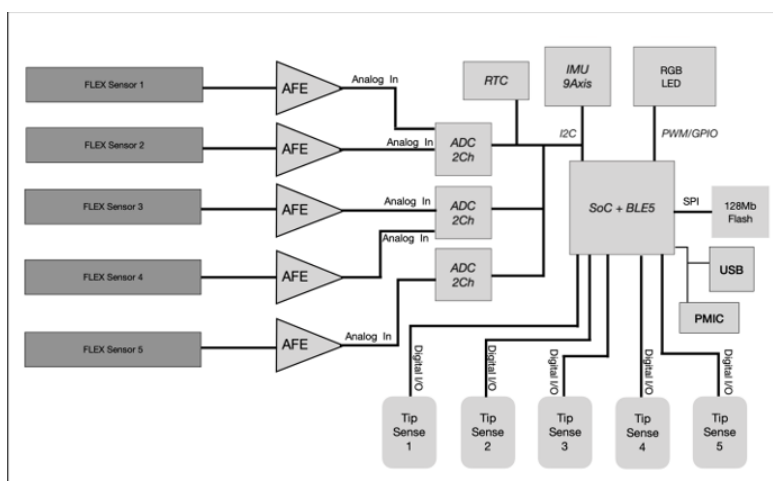 FLEX Sensor 1
AFE
Analog In
FLEX Sensor 2
AFE
Analog In
FLEX Sensor 3
AFE
Analog In
FLEX Sensor 4
AFE
Analog In
FLEX Sensor 5
AFE
Analog In
ADC
2Ch
ADC
2Ch
ADC
2Ch
RTC
IMU
9Axis
RGB
LED
I2C
PWM/GPIO
SoC + BLE5
SPI
128Mb
Flash
USB
PMIC
Digital I/O
Digital I/O
Digital I/O
Digital I/O
Digital I/O
Tip
Sense
1
Tip
Sense
2
Tip
Sense
3
Tip
Sense
4
Tip
Sense
5